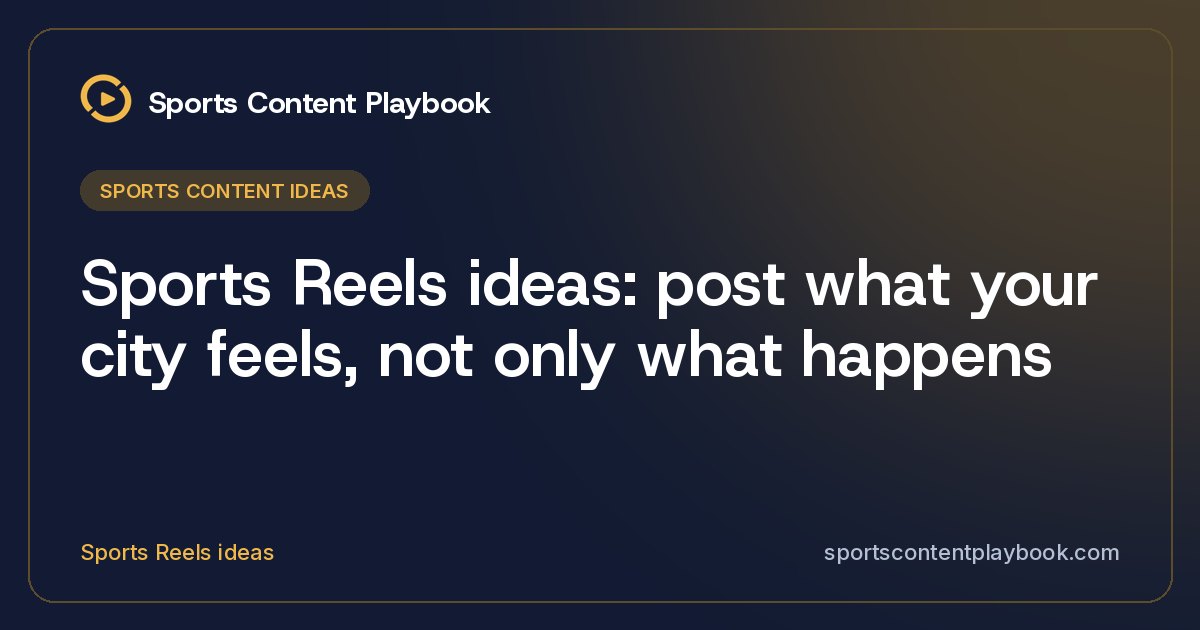 Sports Content Playbook
SPORTS CONTENT IDEAS
Sports Reels ideas: post what your
city feels, not only what happens
Sports Reels ideas
sportscontentplaybook.com